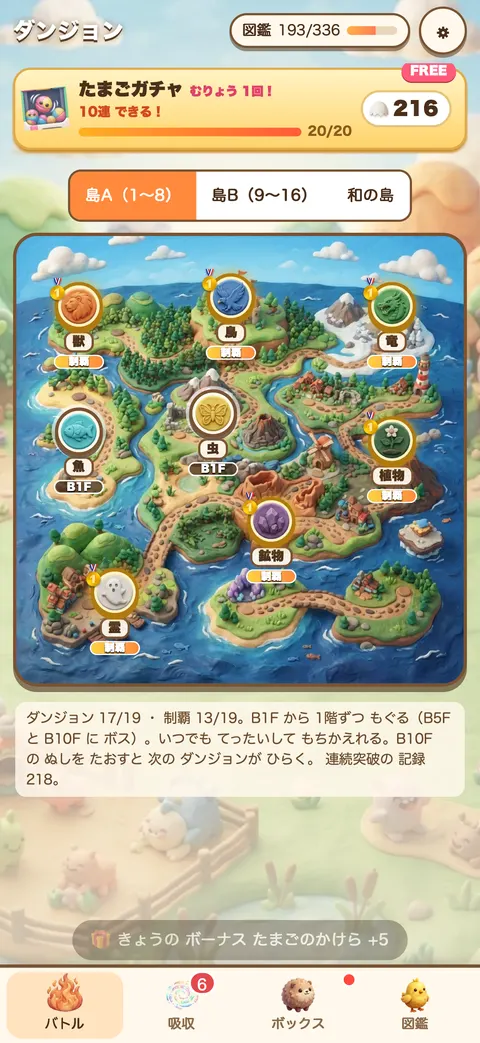 ダンジョン
図鑑 193/336
FREE
たまごガチャ むりょう 1回！
10連 できる！
20/20
216
島A（1〜8）
島B（9〜16）
和の島
1
獣
制覇
1
鳥
制覇
1
竜
制覇
魚
B1F
虫
B1F
1
植物
制覇
1
鉱物
制覇
1
霊
制覇
ダンジョン 17/19 ・ 制覇 13/19。B1F から 1階ずつ もぐる（B5F
と B10F に ボス）。いつでも てったいして もちかえれる。B10F
の ぬしを たおすと 次の ダンジョンが ひらく。 連続突破の 記録
218。
きょうの ボーナス たまごのかけら +5
6
バトル
吸収
ボックス
図鑑